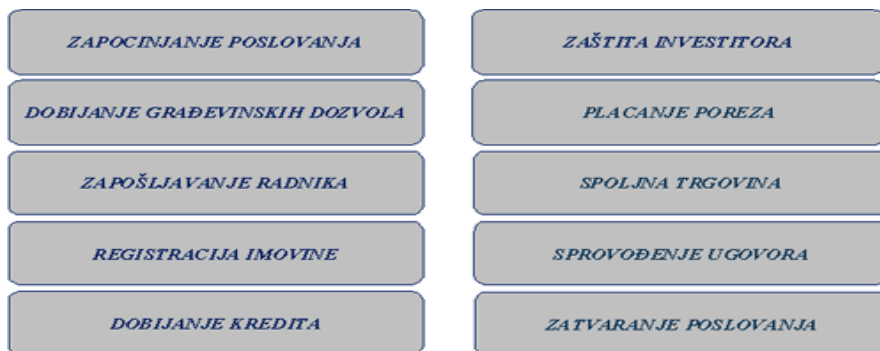 ZAPOCINJANJE POSLOVANJA
DOBIJANJE GRAĐEVINSKIH DOZVOLA
ZAPOŠLJAVANJE RADNIKA
REGISTRACIJA IMOVINE
DOBIJANJE KREDITA
ZAŠTITA INVESTITORA
PLACANJE POREZA
SPOLJNA TRGOVINA
SPROVOĐENJE UGOVORA
ZATVARANJE POSLOVANJA